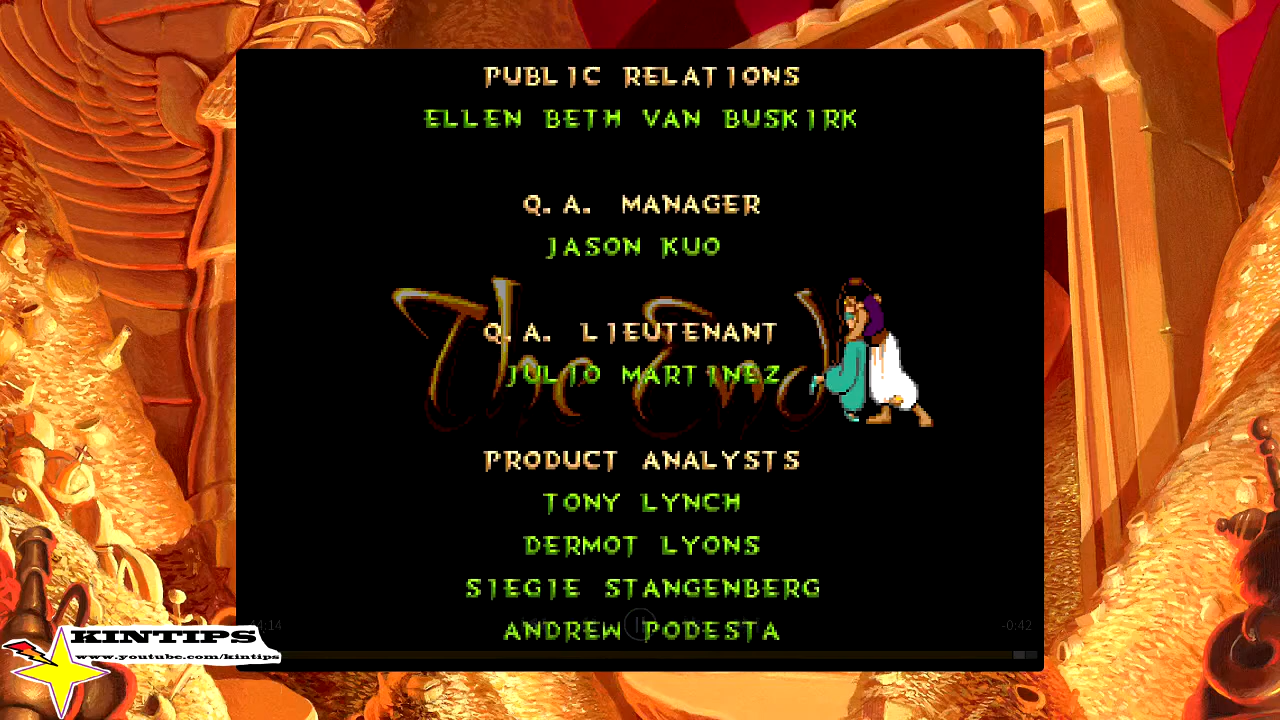 PUBLIC RELATIONS
ELLEN BETH VAN BUSKIRK
Q.A. MANAGER
JASON KUO
The End
Q.A. LIEUTENANT
JULIO MARTINEZ
PRODUCT ANALYSTS
TONY LYNCH
DERMOT LYONS
SIEGIE STANGENBERG
ANDREW PODESTA
-0:42
KINTIPS
www.youtube.com/kintips